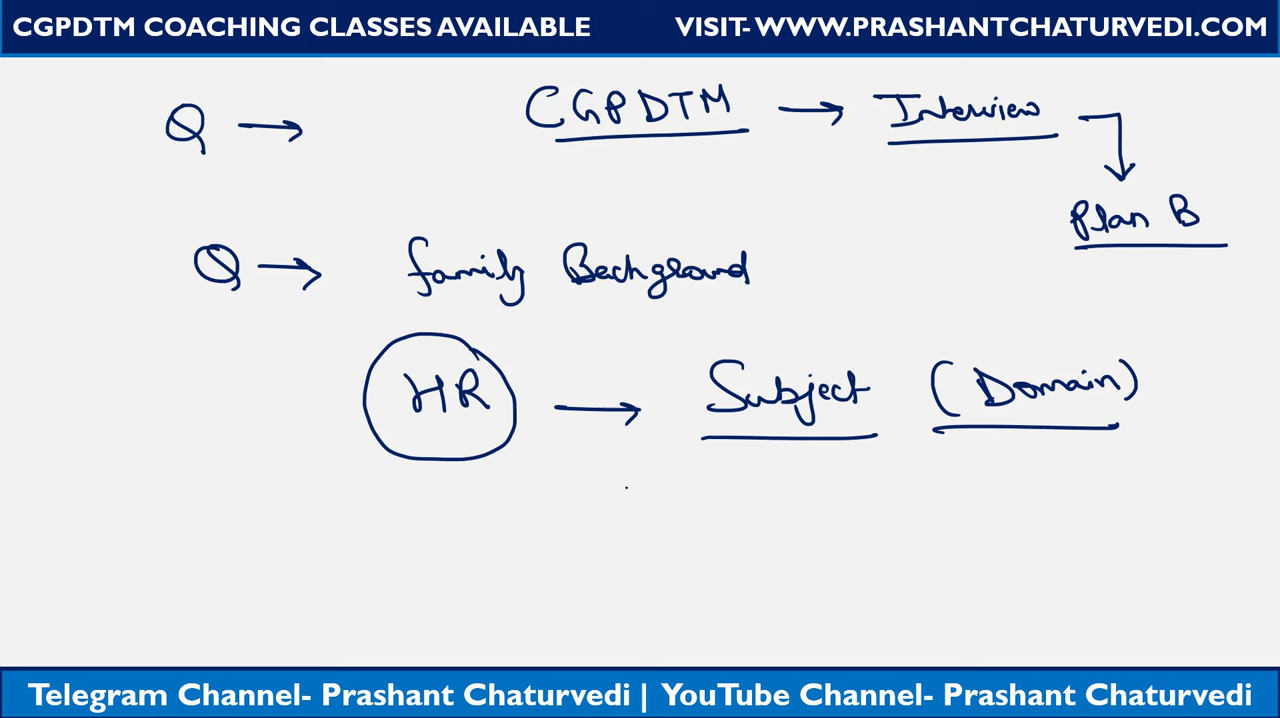 CGPDTM COACHING CLASSES AVAILABLE VISIT- WWW.PRASHANTCHATURVEDI.COM
Q → CGPDTM → Interview
Plan B
Q → family Background
HR → Subject (Domain)
Telegram Channel- Prashant Chaturvedi | YouTube Channel- Prashant Chaturvedi